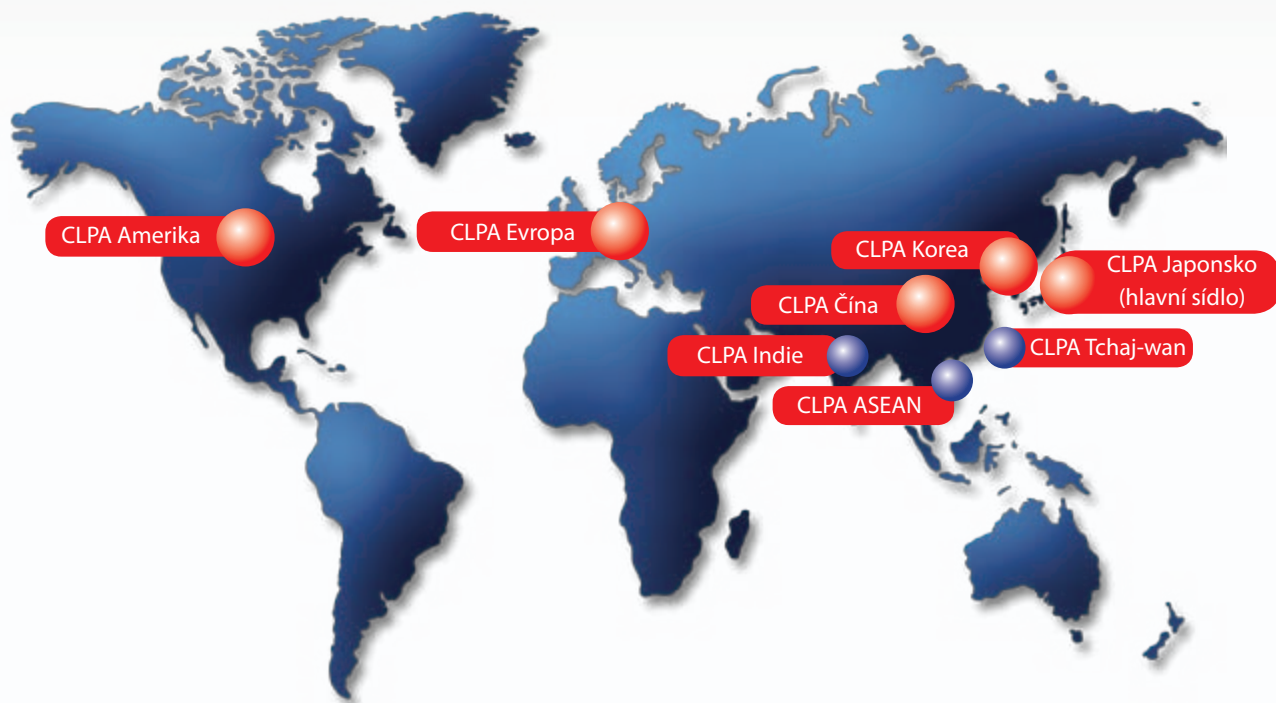 CLPA Amerika
CLPA Evropa
CLPA Korea
CLPA Japonsko
(hlavní sídlo)
CLPA Čína
CLPA Indie
CLPA Tchaj-wan
CLPA ASEAN